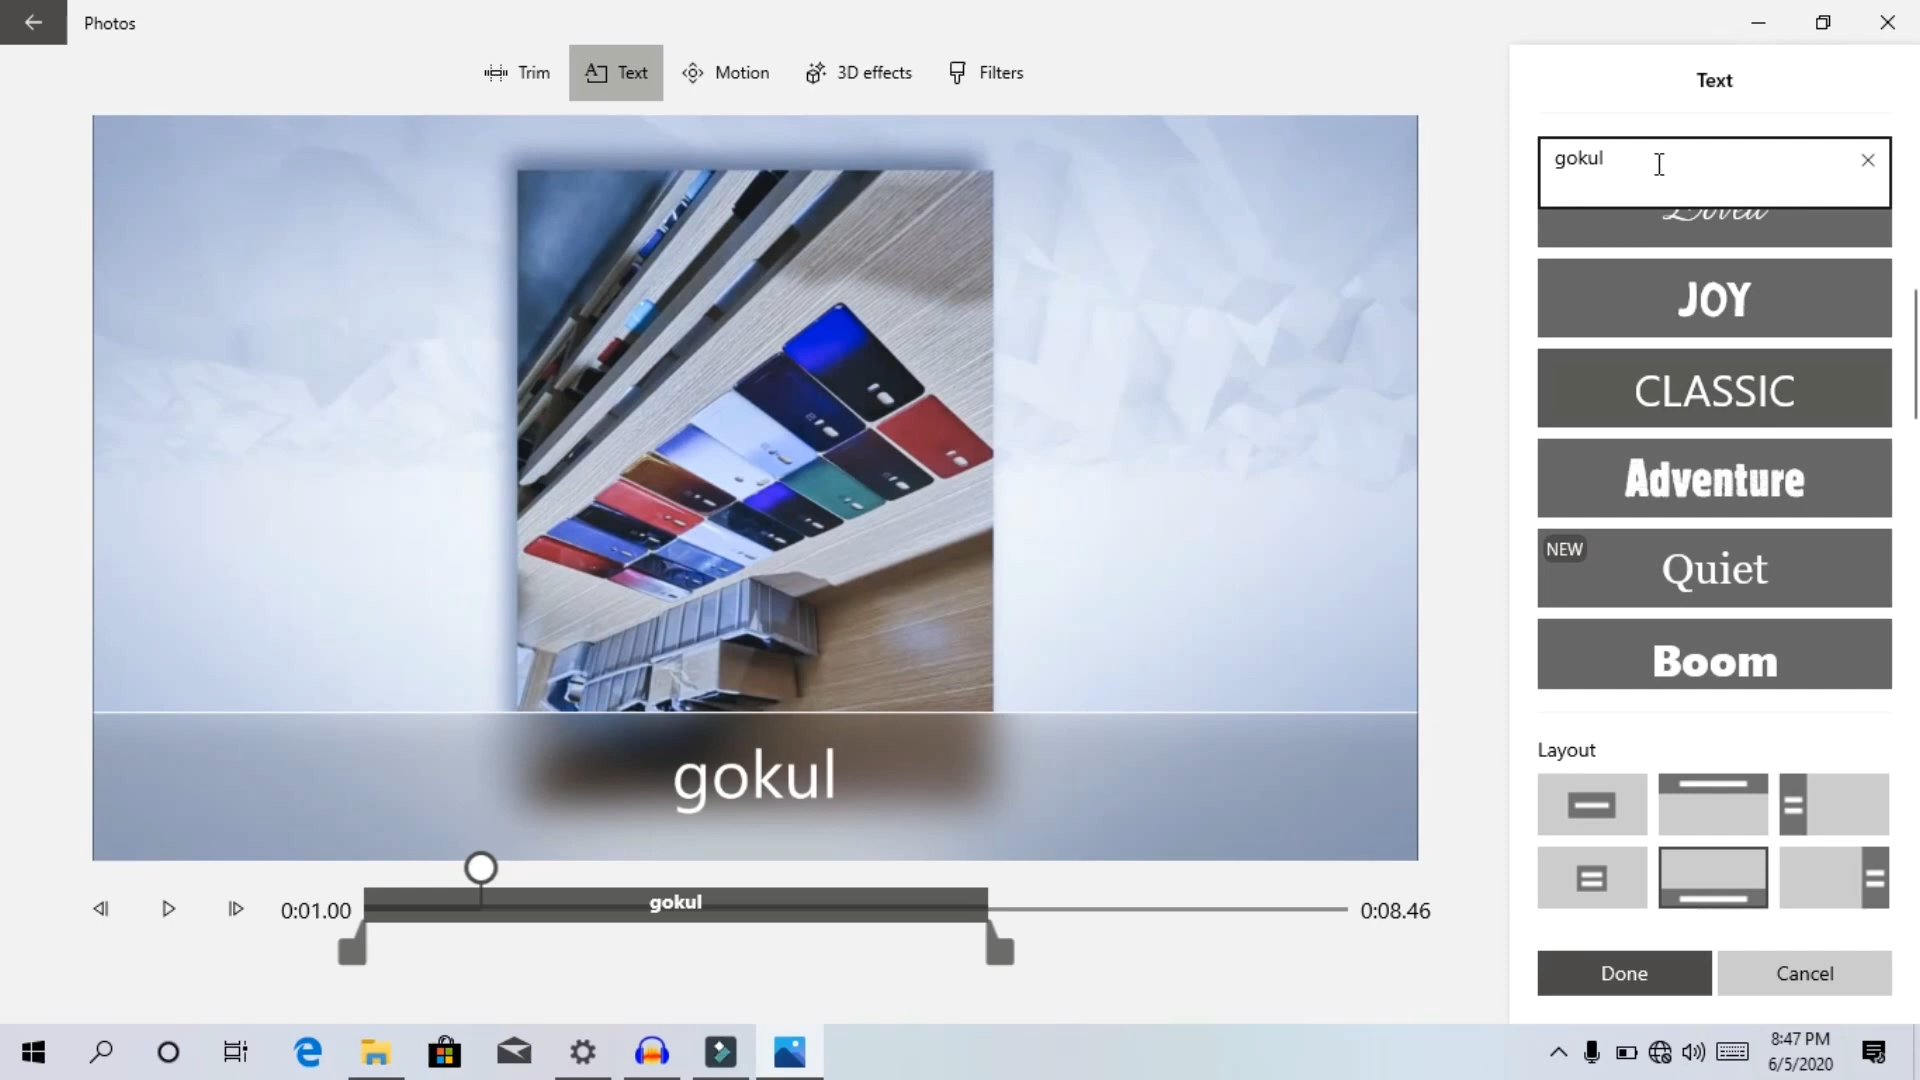 Photos
Trim
Text
Motion
3D effects
Filters
Text
gokul
Loved
JOY
CLASSIC
Adventure
NEW
Quiet
Boom
gokul
Layout
0:01.00
gokul
0:08.46
Done
Cancel
8:47 PM
6/5/2020